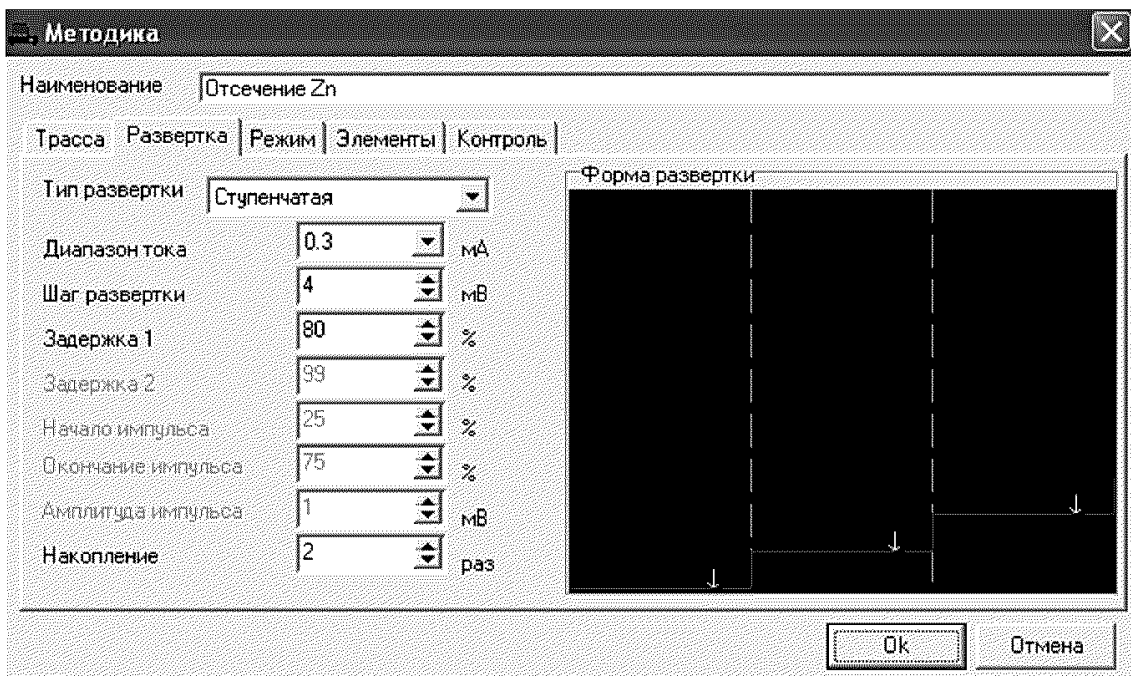 Методика
Наименование Отсечение Zn
Трасса Развертка Режим Элементы Контроль
Тип развертки Ступенчатая
Форма развертки
Диапазон тока 0.3 мА
Шаг развертки 4 мВ
Задержка 1 80 %
Задержка 2 99 %
Начало импульса 25 %
Окончание импульса 75 %
Амплитуда импульса 1 мВ
Накопление 2 раз
Ok Отмена